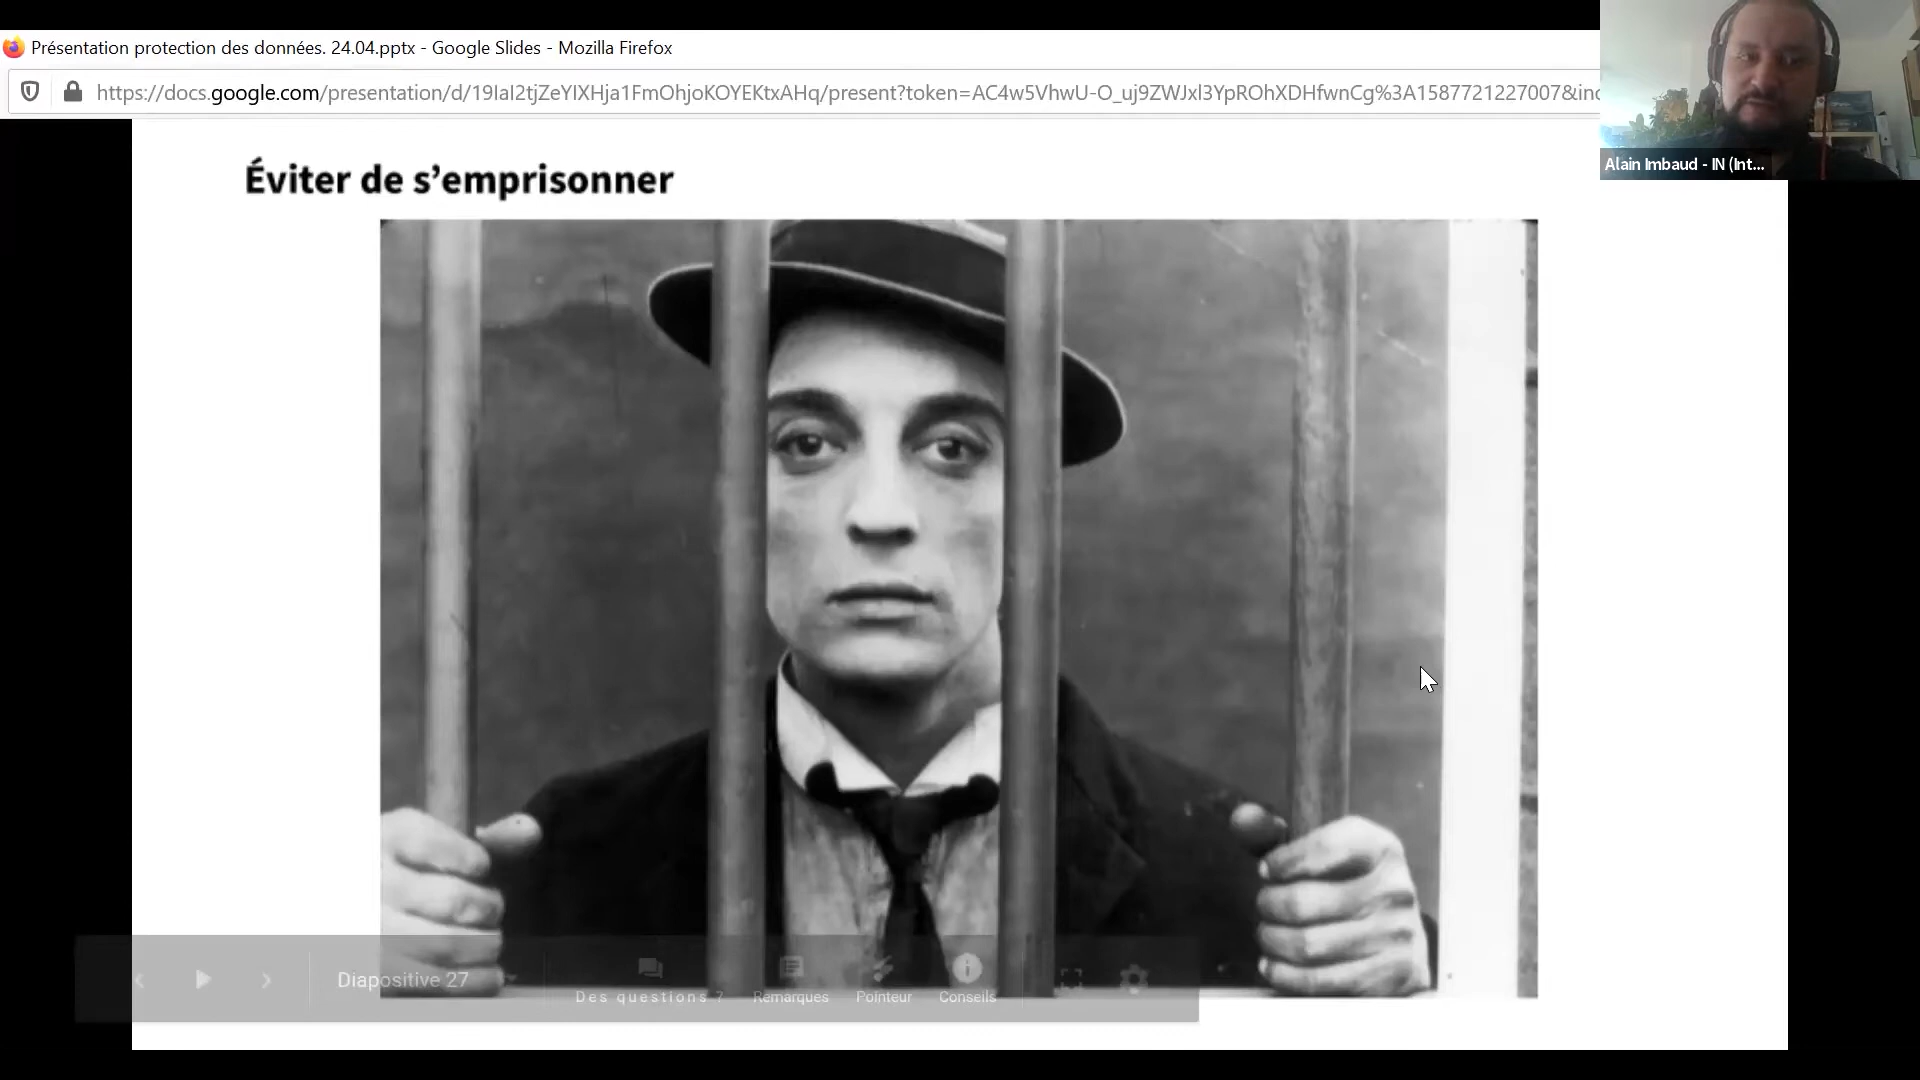 Présentation protection des données. 24.04.pptx - Google Slides - Mozilla Firefox
https://docs.google.com/presentation/d/19IaI2tjZeYIXHja1FmOhjoKOYEKtxAHq/present?token=AC4w5VhwU-O_uj9ZWJxl3YpROhXDHfwnCg%3A1587721227007&inc
Alain Imbaud - IN (Int...
Éviter de s’emprisonner
Diapositive 27
Des questions ?
Remarques
Pointeur
Conseils